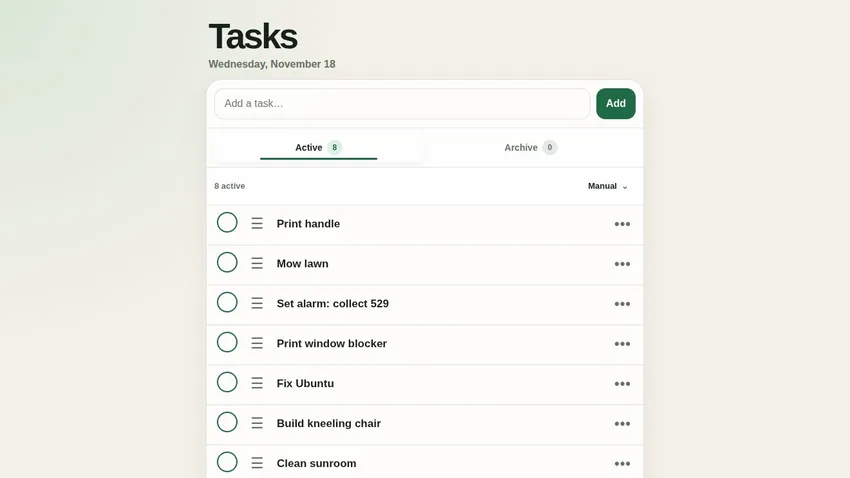 Tasks
Wednesday, November 18
Add a task…
Add
Active 8
Archive 0
8 active
Manual
Print handle
Mow lawn
Set alarm: collect 529
Print window blocker
Fix Ubuntu
Build kneeling chair
Clean sunroom